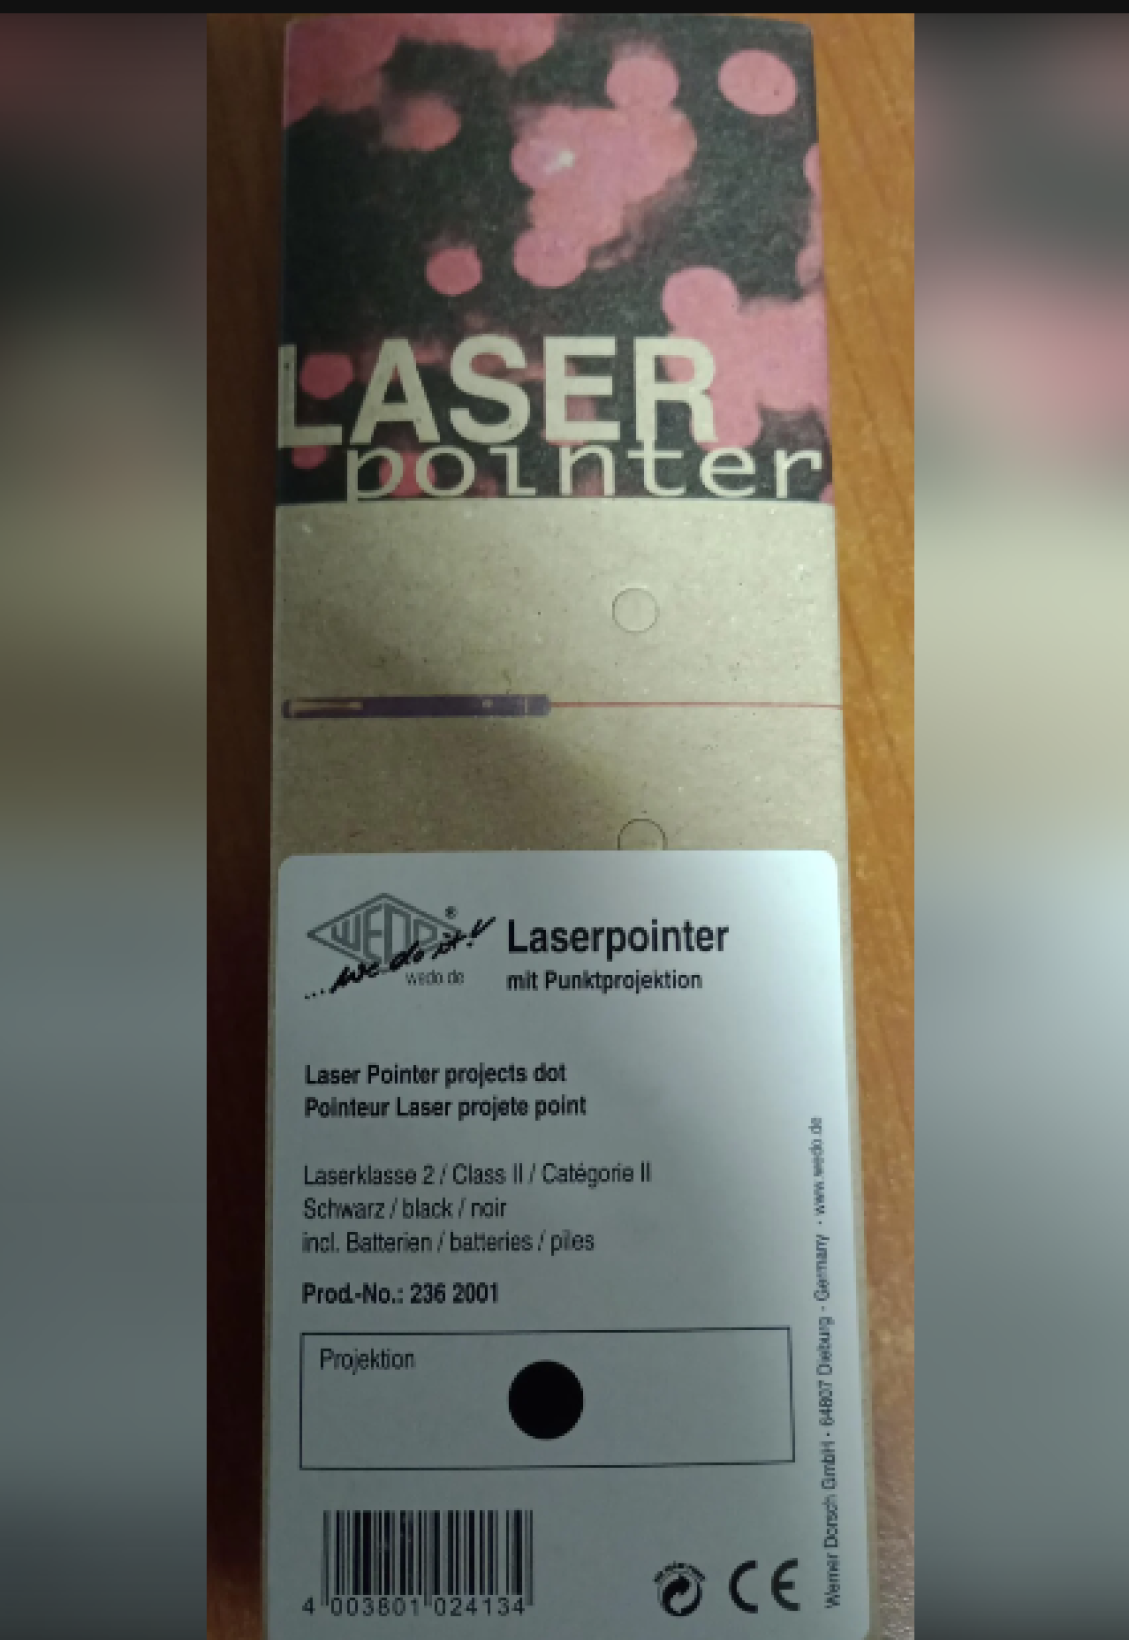 LASER
pointer
WEDO®
...we do it!
wedo.de
Laserpointer
mit Punktprojektion
Laser Pointer projects dot
Pointeur Laser projete point
Laserklasse 2 / Class II / Catégorie II
Schwarz / black / noir
incl. Batterien / batteries / piles
Prod.-No.: 236 2001
Projektion
4 003801 024134
CE
Werner Dorsch GmbH · 64807 Dieburg - Germany · www.wedo.de